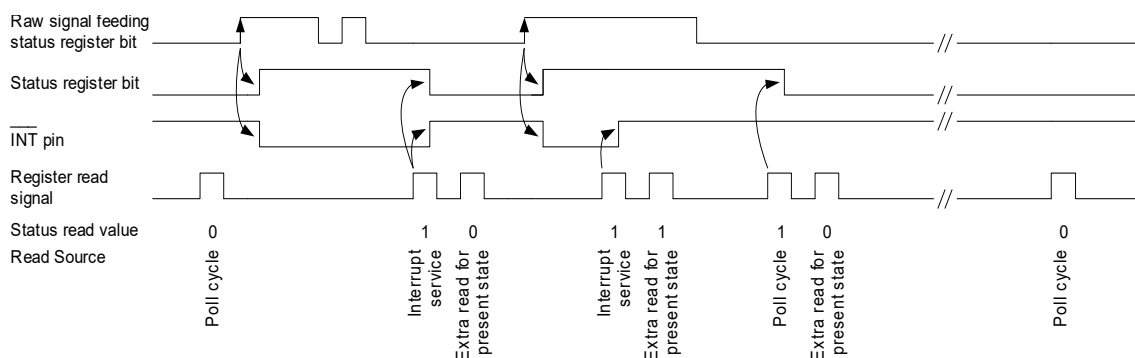 Raw signal feeding
status register bit
//
Status register bit
//
INT pin
//
Register read
signal
//
Status read value 0 1 0 1 1 1 0 0
Read Source
Poll cycle
Interrupt
service
Extra read for
present state
Interrupt
service
Extra read for
present state
Poll cycle
Extra read for
present state
Poll cycle